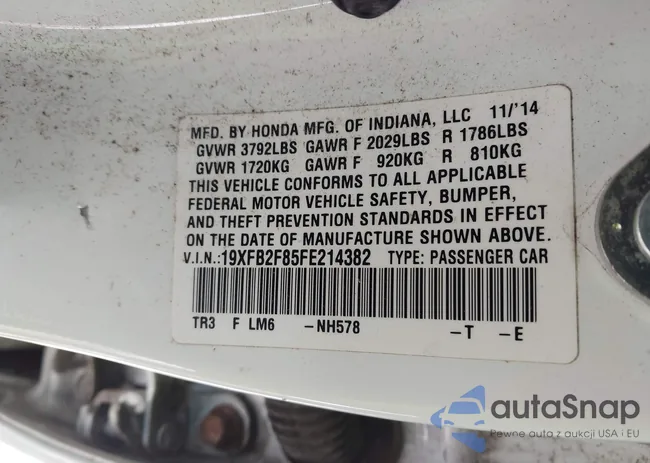 MFD. BY HONDA MFG. OF INDIANA, LLC 11/'14
GVWR 3792LBS GAWR F 2029LBS R 1786LBS
GVWR 1720KG GAWR F 920KG R 810KG
THIS VEHICLE CONFORMS TO ALL APPLICABLE
FEDERAL MOTOR VEHICLE SAFETY, BUMPER,
AND THEFT PREVENTION STANDARDS IN EFFECT
ON THE DATE OF MANUFACTURE SHOWN ABOVE.
V.I.N.:19XFB2F85FE214382 TYPE: PASSENGER CAR
TR3 F LM6 -NH578 -T -E
autaSnap
Pewne auta z aukcji USA i EU